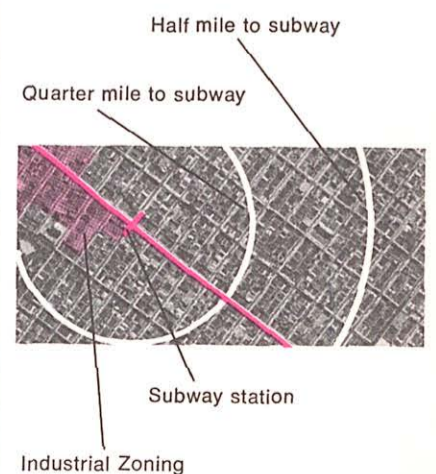 Half mile to subway
Quarter mile to subway
Subway station
Industrial Zoning